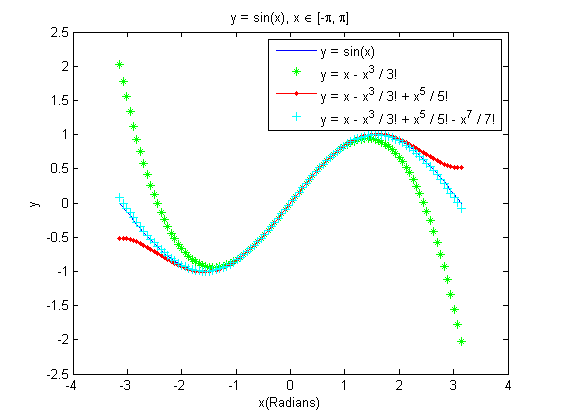 y = sin(x), x ∈ [-π, π]
2.5
2
1.5
1
0.5
0
-0.5
-1
-1.5
-2
-2.5
y
y = sin(x)
y = x - x³ / 3!
y = x - x³ / 3! + x⁵ / 5!
y = x - x³ / 3! + x⁵ / 5! - x⁷ / 7!
-4 -3 -2 -1 0 1 2 3 4
x(Radians)